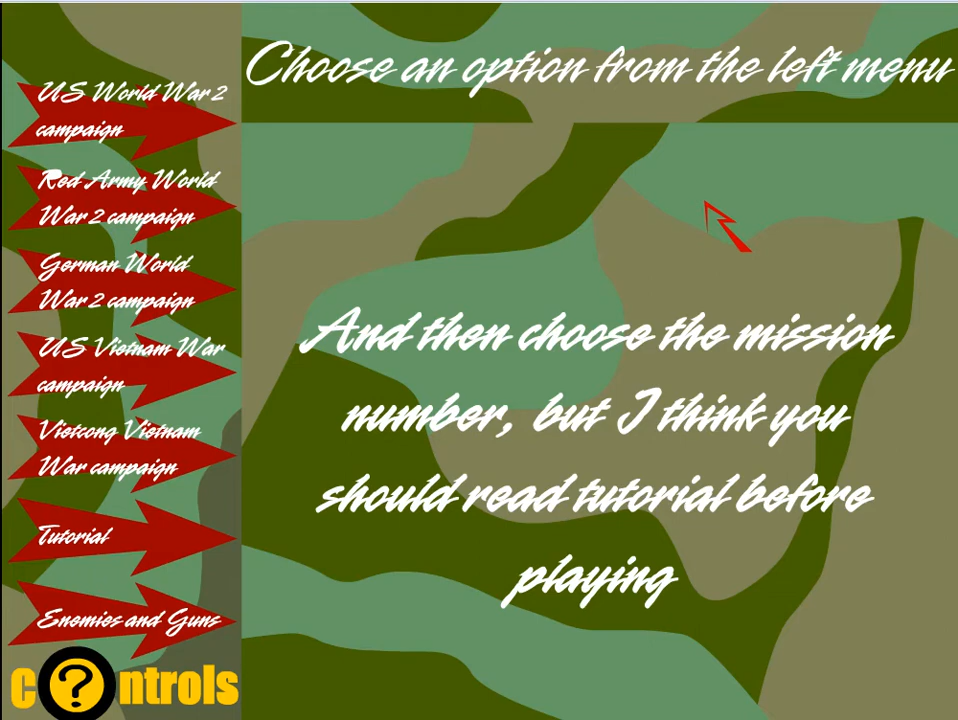 Choose an option from the left menu
US World War 2
campaign
Red Army World
War 2 campaign
German World
War 2 campaign
US Vietnam War
campaign
Vietcong Vietnam
War campaign
Tutorial
Enemies and Guns
c?ntrols
And then choose the mission
number, but I think you
should read tutorial before
playing